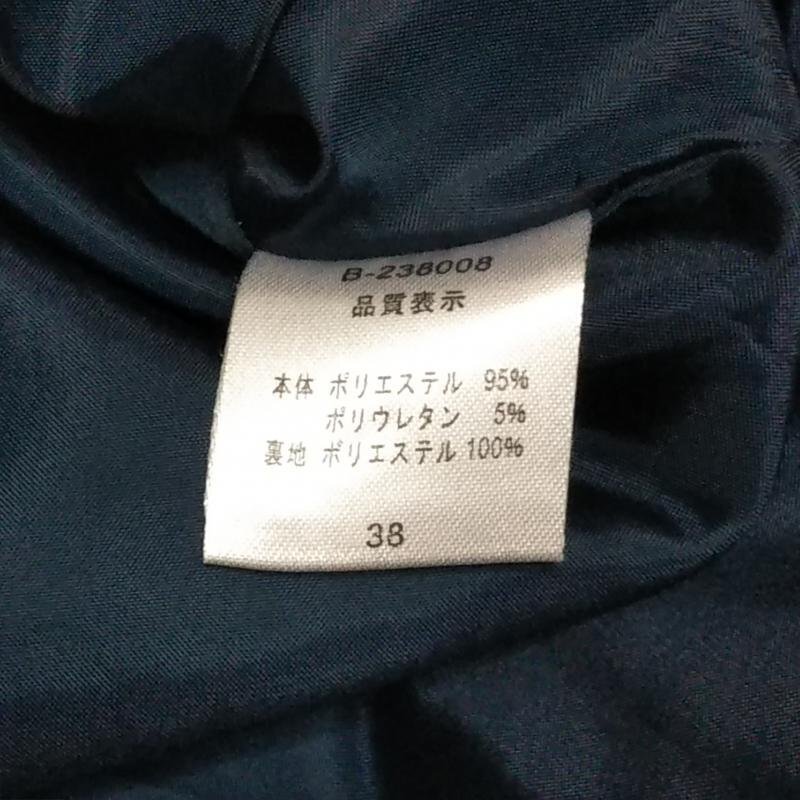 B-238008
品質表示
本体 ポリエステル 95%
ポリウレタン 5%
裏地 ポリエステル 100%
38